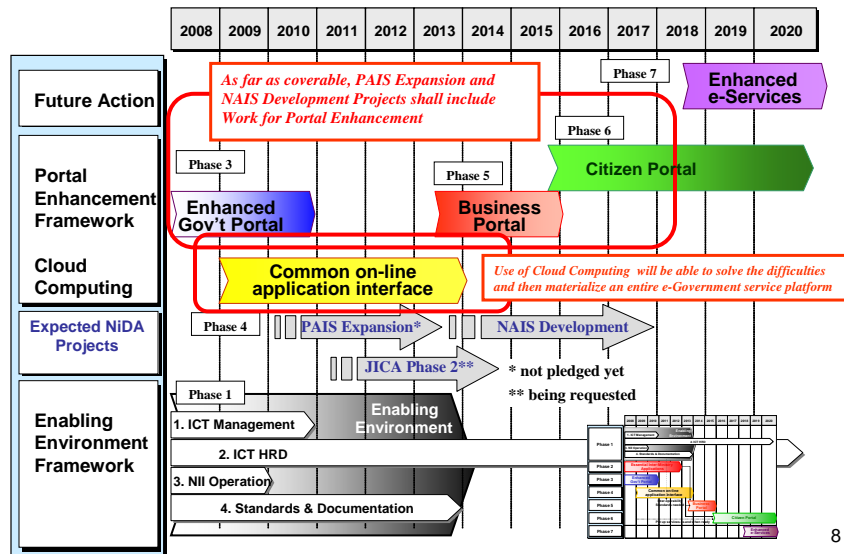 2008 2009 2010 2011 2012 2013 2014 2015 2016 2017 2018 2019 2020
Future Action
As far as coverable, PAIS Expansion and
NAIS Development Projects shall include
Work for Portal Enhancement
Phase 7
Enhanced
e-Services
Portal
Enhancement
Framework
Phase 3
Enhanced
Gov't Portal
Phase 5
Business
Portal
Phase 6
Citizen Portal
Cloud
Computing
Common on-line
application interface
Use of Cloud Computing will be able to solve the difficulties
and then materialize an entire e-Government service platform
Expected NiDA
Projects
Phase 4
PAIS Expansion*
NAIS Development
JICA Phase 2**
* not pledged yet
** being requested
Enabling
Environment
Framework
Phase 1
Enabling
Environment
1. ICT Management
2. ICT HRD
3. NII Operation
4. Standards & Documentation
Phase 1
Phase 2
Phase 3
Phase 4
Phase 5
Phase 6
Phase 7
Common on-line
application interface
Citizen Portal
8